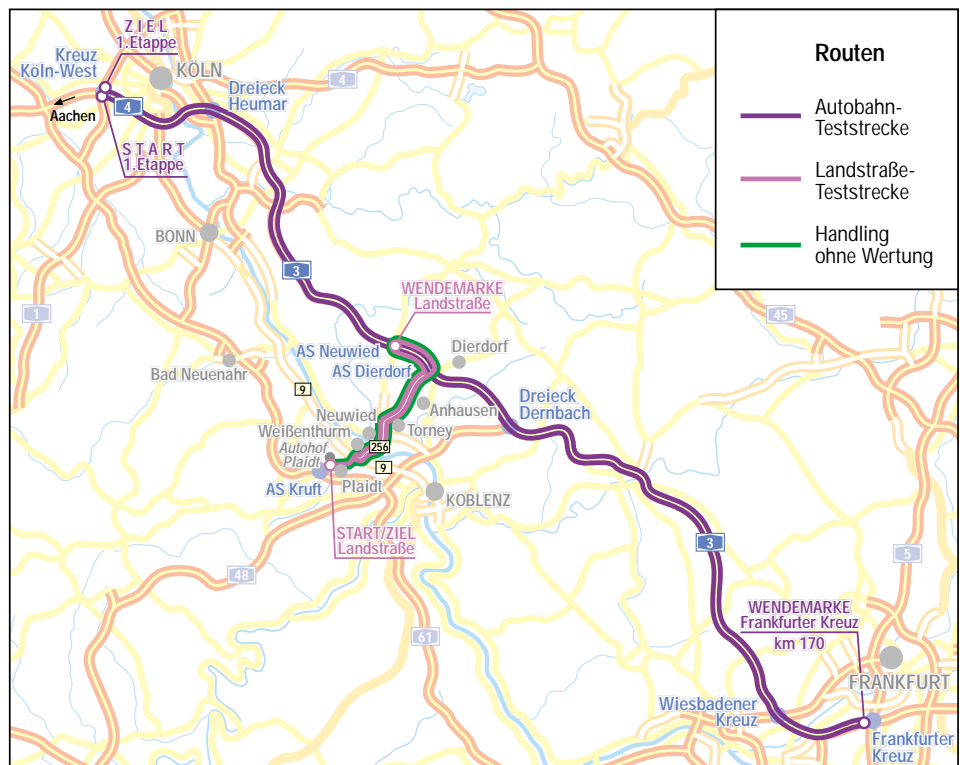 ZIEL
1.Etappe
Kreuz
Köln-West
KÖLN
4
Dreieck
Heumar
4
Aachen
START
1.Etappe
BONN
3
1
WENDEMARKE
Landstraße
45
AS Neuwied
Dierdorf
AS Dierdorf
Bad Neuenahr
9
Dreieck
Dernbach
Anhausen
Neuwied
Torney
Weißenthurm
256
Autohof
Plaidt
9
AS Kruft
Plaidt
KOBLENZ
START/ZIEL
Landstraße
3
5
48
61
WENDEMARKE
Frankfurter Kreuz
km 170
FRANKFURT
Wiesbadener
Kreuz
Frankfurter
Kreuz
Routen
Autobahn-
Teststrecke
Landstraße-
Teststrecke
Handling
ohne Wertung